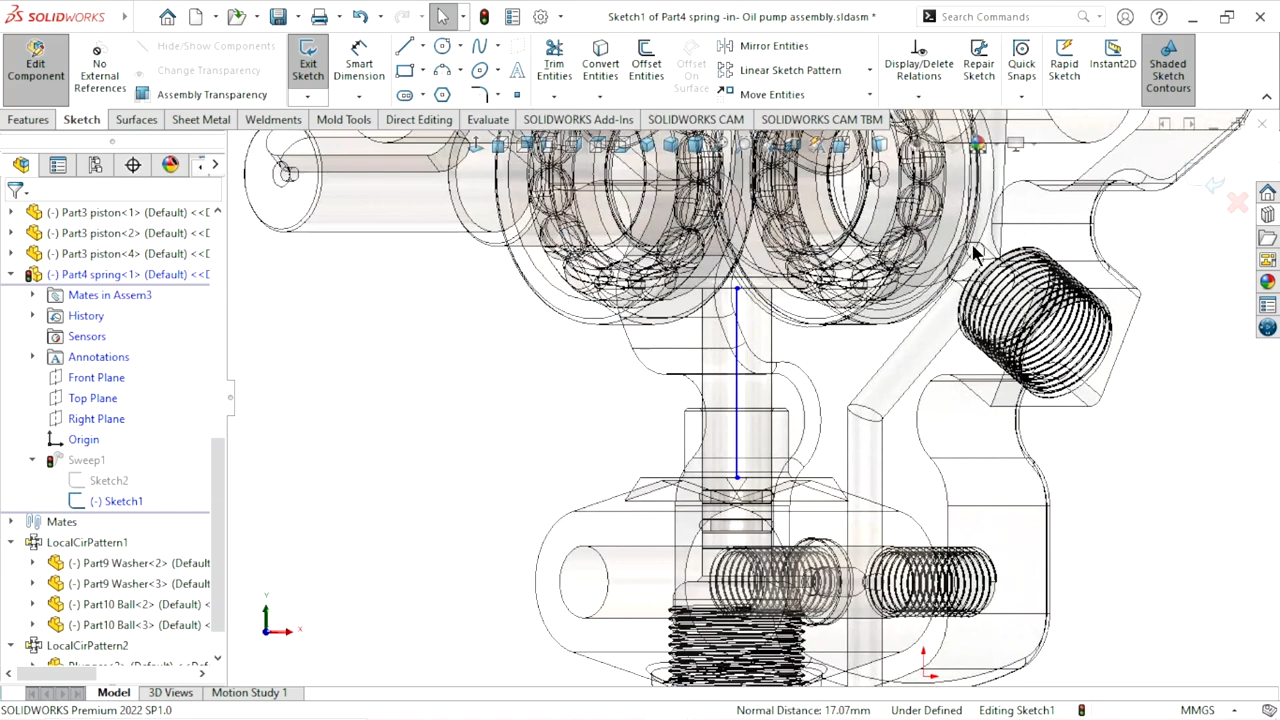 SOLIDWORKS
Sketch1 of Part4 spring -in- Oil pump assembly.sldasm *
Search Commands
Edit Component
No External References
Hide/Show Components
Change Transparency
Assembly Transparency
Exit Sketch
Smart Dimension
Trim Entities
Convert Entities
Offset Entities
Offset On Surface
Mirror Entities
Linear Sketch Pattern
Move Entities
Display/Delete Relations
Repair Sketch
Quick Snaps
Rapid Sketch
Instant2D
Shaded Sketch Contours
Features
Sketch
Surfaces
Sheet Metal
Weldments
Mold Tools
Direct Editing
Evaluate
SOLIDWORKS Add-Ins
SOLIDWORKS CAM
SOLIDWORKS CAM TBM
(-) Part3 piston<1> (Default) <<D
(-) Part3 piston<2> (Default) <<D
(-) Part3 piston<4> (Default) <<D
(-) Part4 spring<1> (Default) <<D
Mates in Assem3
History
Sensors
Annotations
Front Plane
Top Plane
Right Plane
Origin
Sweep1
Sketch2
(-) Sketch1
Mates
LocalCirPattern1
(-) Part9 Washer<2> (Default)
(-) Part9 Washer<3> (Default)
(-) Part10 Ball<2> (Default) <
(-) Part10 Ball<3> (Default) <
LocalCirPattern2
Y
X
Model
3D Views
Motion Study 1
SOLIDWORKS Premium 2022 SP1.0
Normal Distance: 17.07mm
Under Defined
Editing Sketch1
MMGS